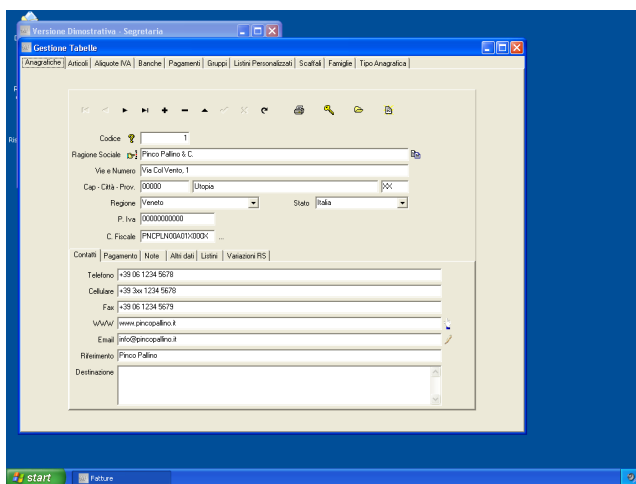 Versione Dimostrativa - Segretaria
Gestione Tabelle
Anagrafiche Articoli Aliquote IVA Banche Pagamenti Gruppi Listini Personalizzati Scaffali Famiglie Tipo Anagrafica
Codice 1
Ragione Sociale Pinco Pallino & C.
Vie e Numero Via Col Vento, 1
Cap - Città - Prov. 00000 Utopia XX
Regione Veneto Stato Italia
P. Iva 00000000000
C. Fiscale PNCPLN00A01X000X ...
Contatti Pagamento Note Altri dati Listini Variazioni RS
Telefono +39 06 1234 5678
Cellulare +39 3xx 1234 5678
Fax +39 06 1234 5679
WWW www.pincopallino.it
Email info@pincopallino.it
Riferimento Pinco Pallino
Destinazione
start Fatture